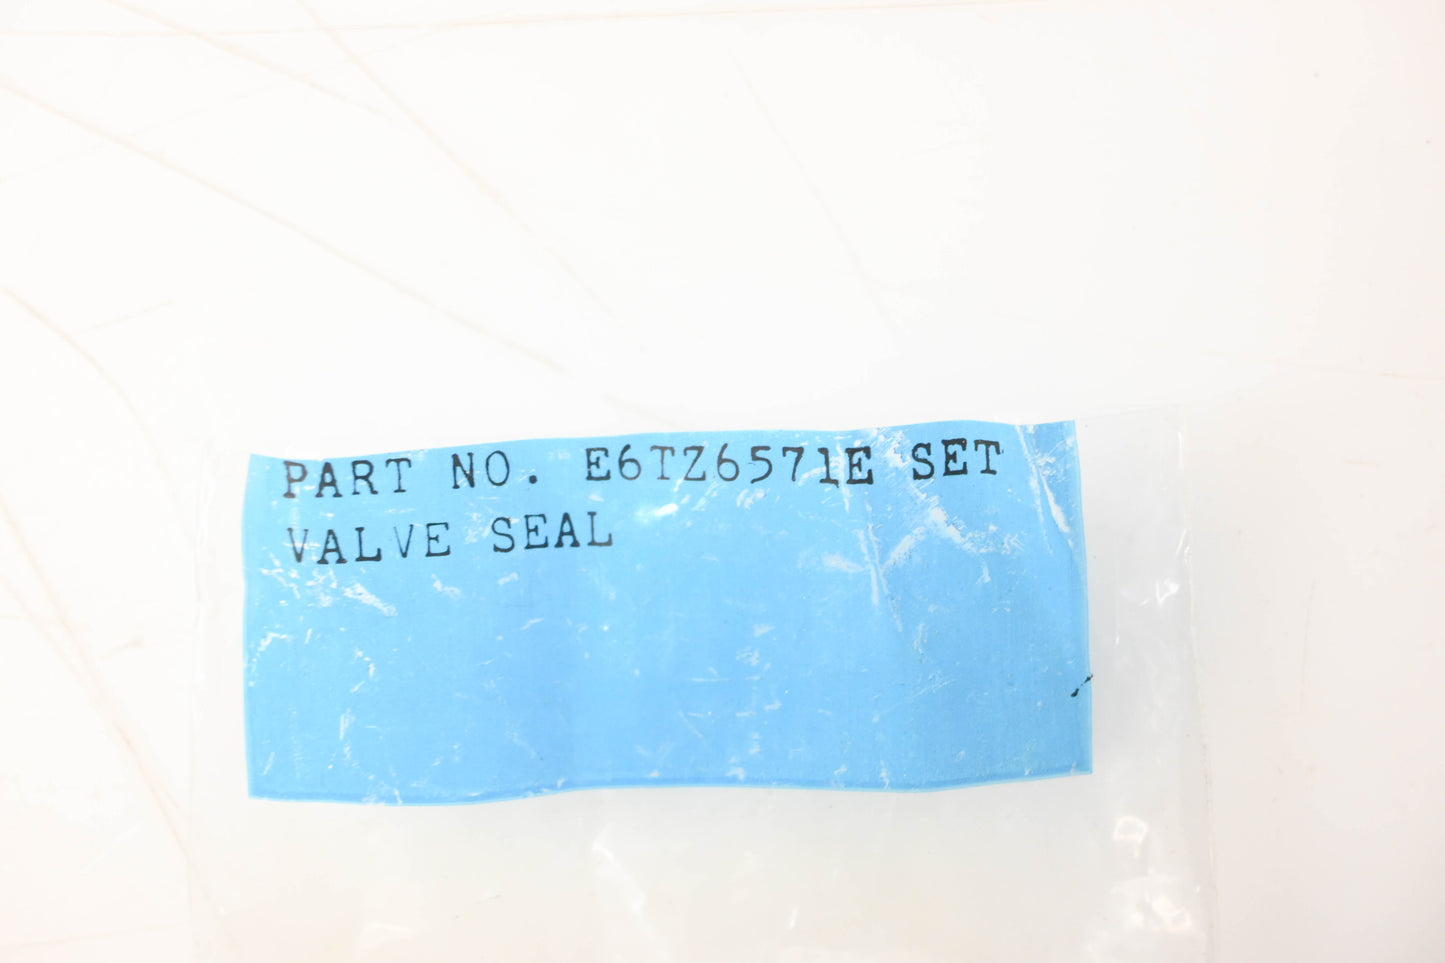 PART NO. E6TZ6571E SET
VALVE SEAL